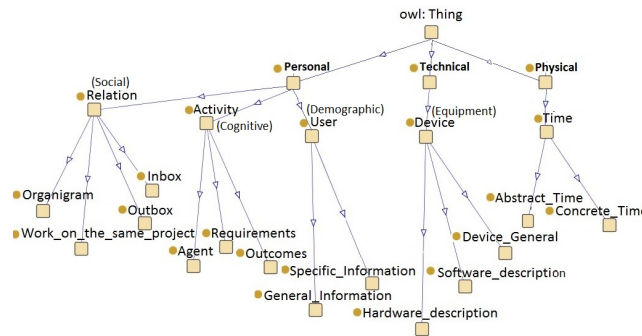 owl: Thing
Personal
Technical
Physical
(Social)
Relation
Activity
(Cognitive)
(Demographic)
User
(Equipment)
Device
Time
Inbox
Organigram
Outbox
Abstract_Time
Concrete_Time
Work_on_the_same_project
Requirements
Device_General
Agent
Outcomes
Specific_Information
Software_description
General_Information
Hardware_description